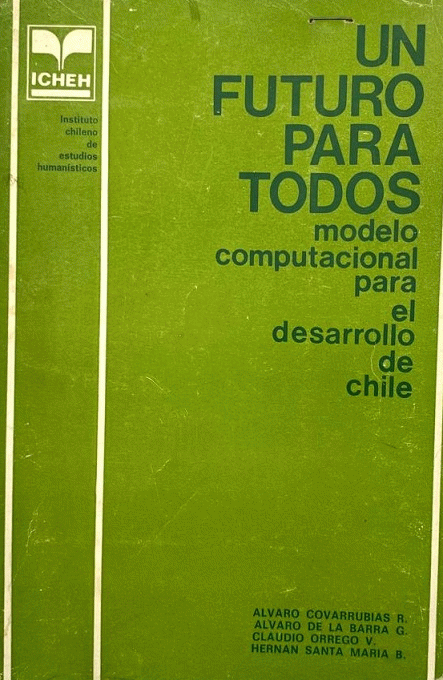 ICHEH
Instituto
chileno
de
estudios
humanísticos
UN
FUTURO
PARA
TODOS
modelo
computacional
para
el
desarrollo
de
chile
ALVARO COVARRUBIAS R.
ALVARO DE LA BARRA G.
CLAUDIO ORREGO V.
HERNAN SANTA MARIA B.